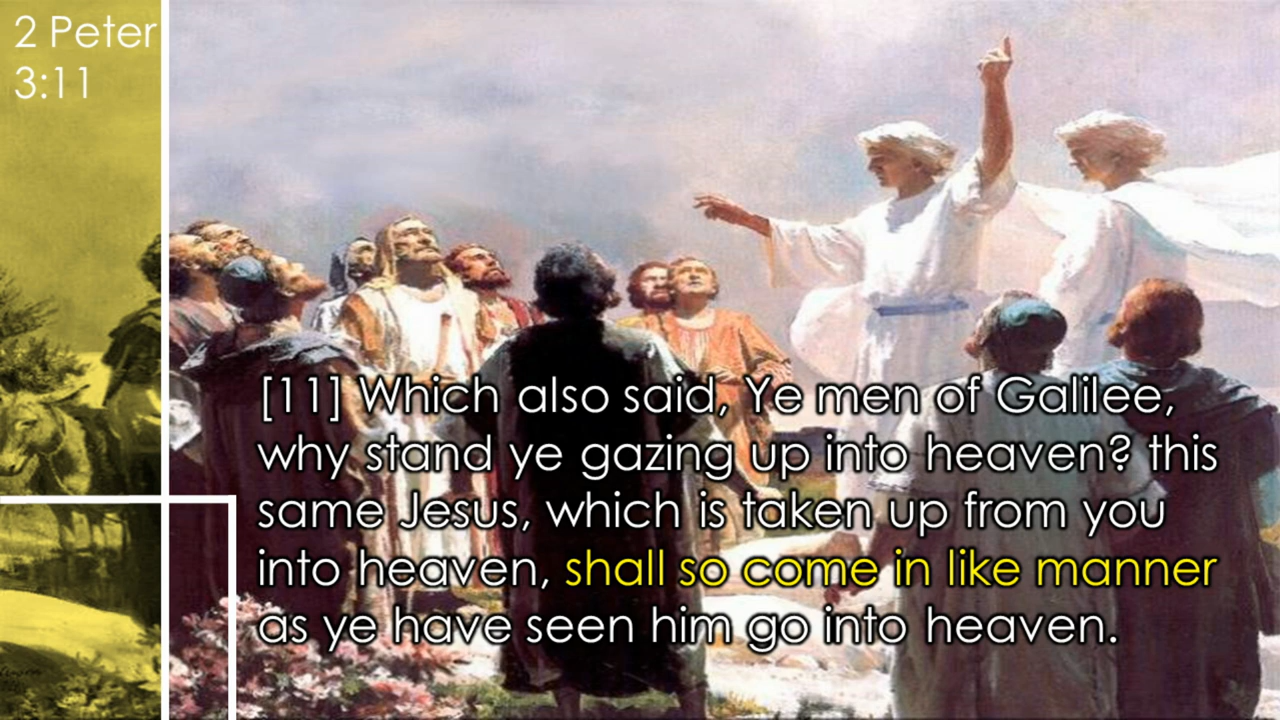 2 Peter
3:11
[11] Which also said, Ye men of Galilee,
why stand ye gazing up into heaven? this
same Jesus, which is taken up from you
into heaven, shall so come in like manner
as ye have seen him go into heaven.